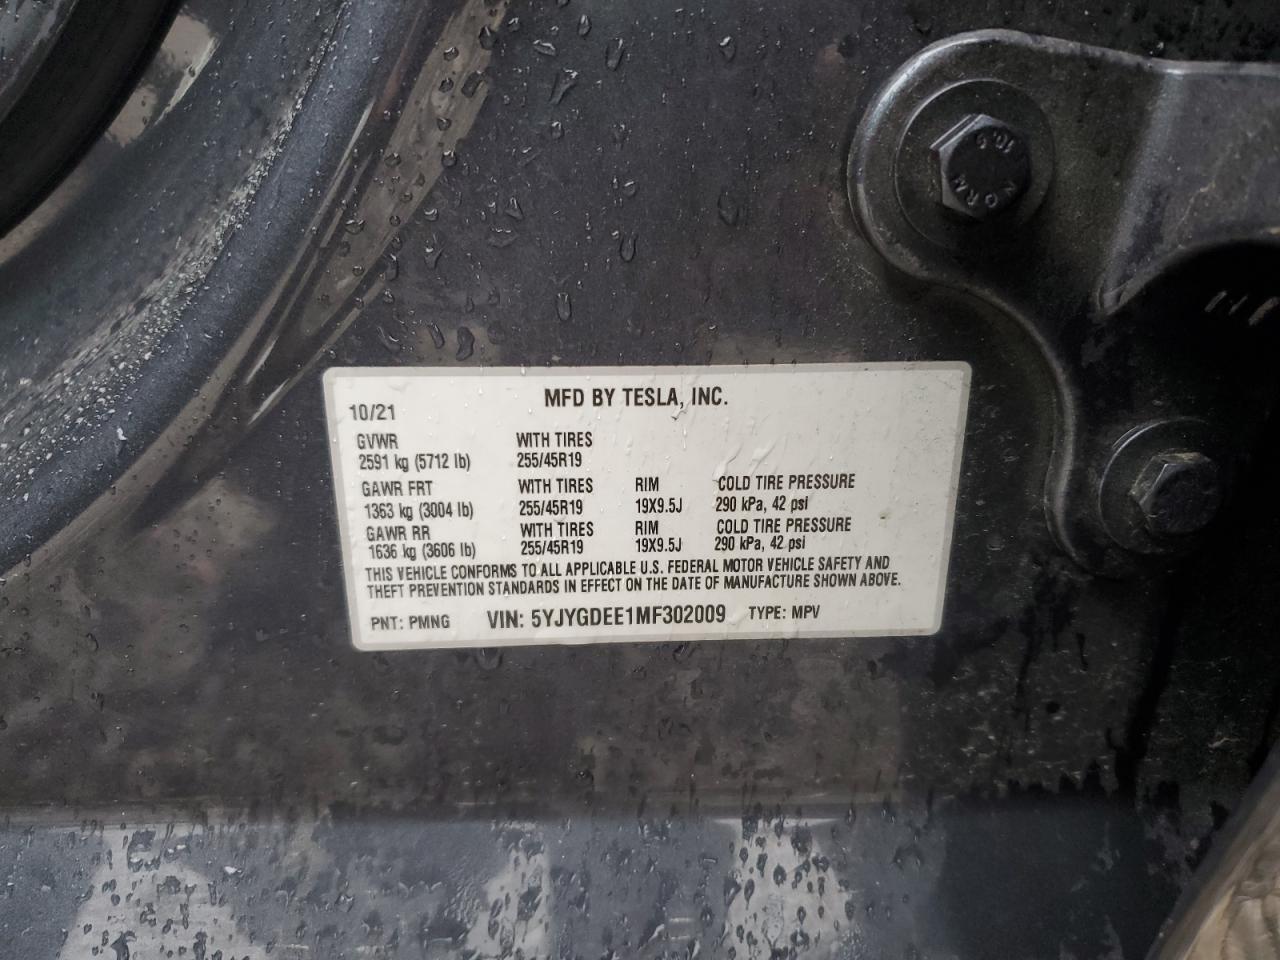 MFD BY TESLA, INC.
10/21
GVWR WITH TIRES
2591 kg (5712 lb) 255/45R19
GAWR FRT WITH TIRES RIM COLD TIRE PRESSURE
1363 kg (3004 lb) 255/45R19 19X9.5J 290 kPa, 42 psi
GAWR RR WITH TIRES RIM COLD TIRE PRESSURE
1636 kg (3606 lb) 255/45R19 19X9.5J 290 kPa, 42 psi
THIS VEHICLE CONFORMS TO ALL APPLICABLE U.S. FEDERAL MOTOR VEHICLE SAFETY AND
THEFT PREVENTION STANDARDS IN EFFECT ON THE DATE OF MANUFACTURE SHOWN ABOVE.
PNT: PMNG VIN: 5YJYGDEE1MF302009 TYPE: MPV
NORM
10.9